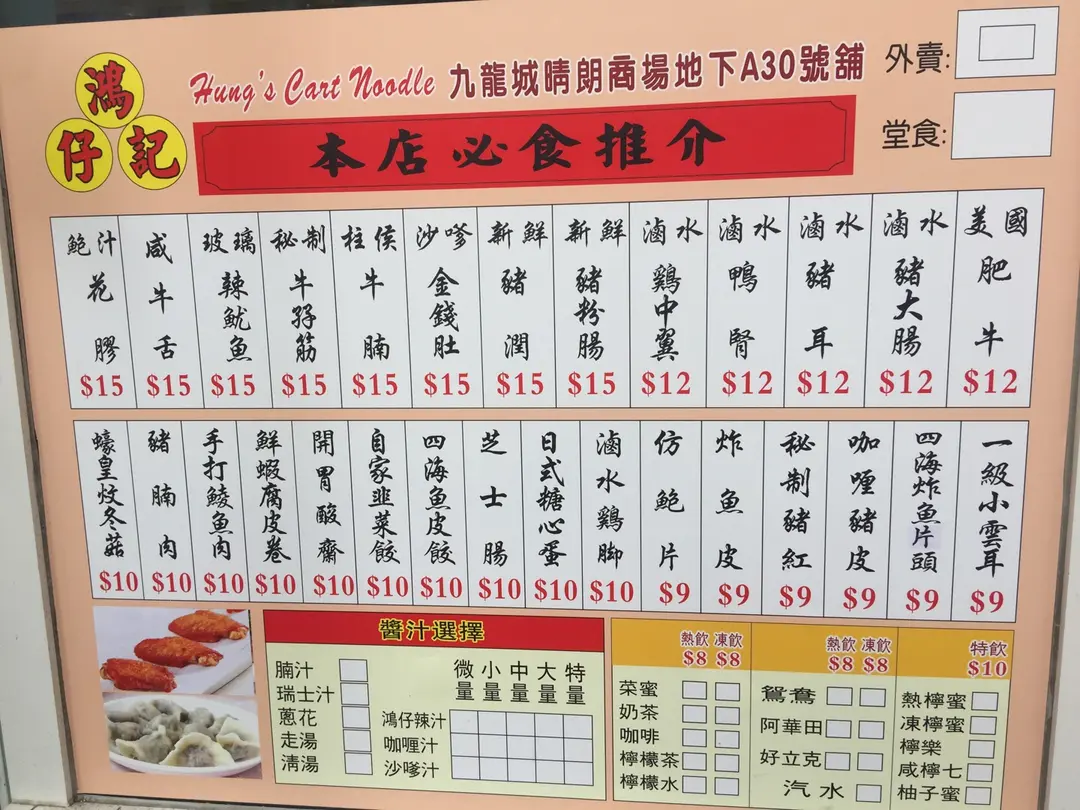 鴻仔記
Hung's Cart Noodle 九龍城晴朗商場地下A30號舖
外賣:
堂食:
本店必食推介
鮑汁花膠 $15
咸牛舌 $15
玻璃辣魷魚 $15
秘制牛孖筋 $15
柱侯牛腩 $15
沙嗲金錢肚 $15
新鮮豬潤 $15
新鮮豬粉腸 $15
滷水鷄中翼 $12
滷水鴨腎 $12
滷水豬耳 $12
滷水豬大腸 $12
美國肥牛 $12
蠔皇炆冬菇 $10
豬腩肉 $10
手打鯪魚肉 $10
鮮蝦腐皮卷 $10
開胃酸齋 $10
自家韭菜餃 $10
四海魚皮餃 $10
芝士腸 $10
日式糖心蛋 $10
滷水鷄脚 $10
仿鮑片 $9
炸魚皮 $9
秘制豬紅 $9
咖喱豬皮 $9
四海炸魚片頭 $9
一級小雲耳 $9
醬汁選擇
腩汁
瑞士汁
蔥花
走湯
淸湯
微量 小量 中量 大量 特量
鴻仔辣汁
咖喱汁
沙嗲汁
熱飲 凍飲
$8 $8
菜蜜
奶茶
咖啡
檸檬茶
檸檬水
熱飲 凍飲
$8 $8
鴛鴦
阿華田
好立克
汽水
特飲
$10
熱檸蜜
凍檸蜜
檸樂
咸檸七
柚子蜜